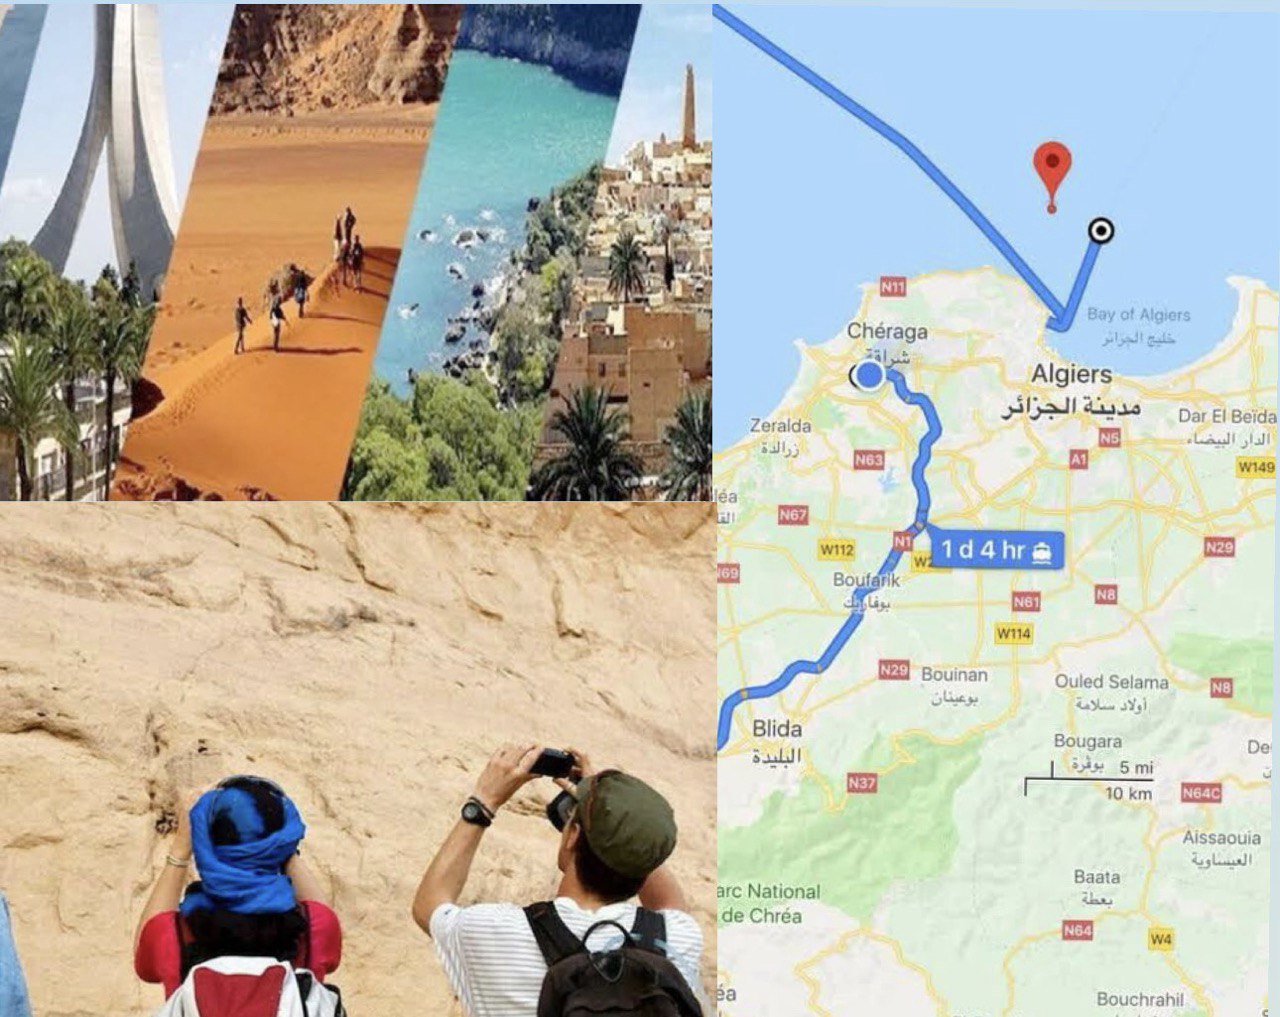 N11
Chéraga
شراقة
Bay of Algiers
خليج الجزائر
Algiers
مدينة الجزائر
Zeralda
زرالدة
Dar El Beïda
الدار البيضاء
N5
N63
A1
W149
N67
N1
1 d 4 hr
N29
W112
Boufarik
بوفاريك
N61
N8
W114
N29
Bouinan
بوعينان
Ouled Selama
أولاد سلامة
N8
Blida
البليدة
Bougara
بوقرة
5 mi
10 km
N37
N64C
Aissaouia
العيساوية
Baata
بعطة
arc National
de Chréa
N64
W4
Bouchrahil